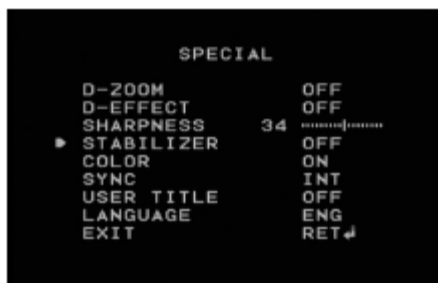 SPECIAL
D-ZOOM OFF
D-EFFECT OFF
SHARPNESS 34
STABILIZER OFF
COLOR ON
SYNC INT
USER TITLE OFF
LANGUAGE ENG
EXIT RET